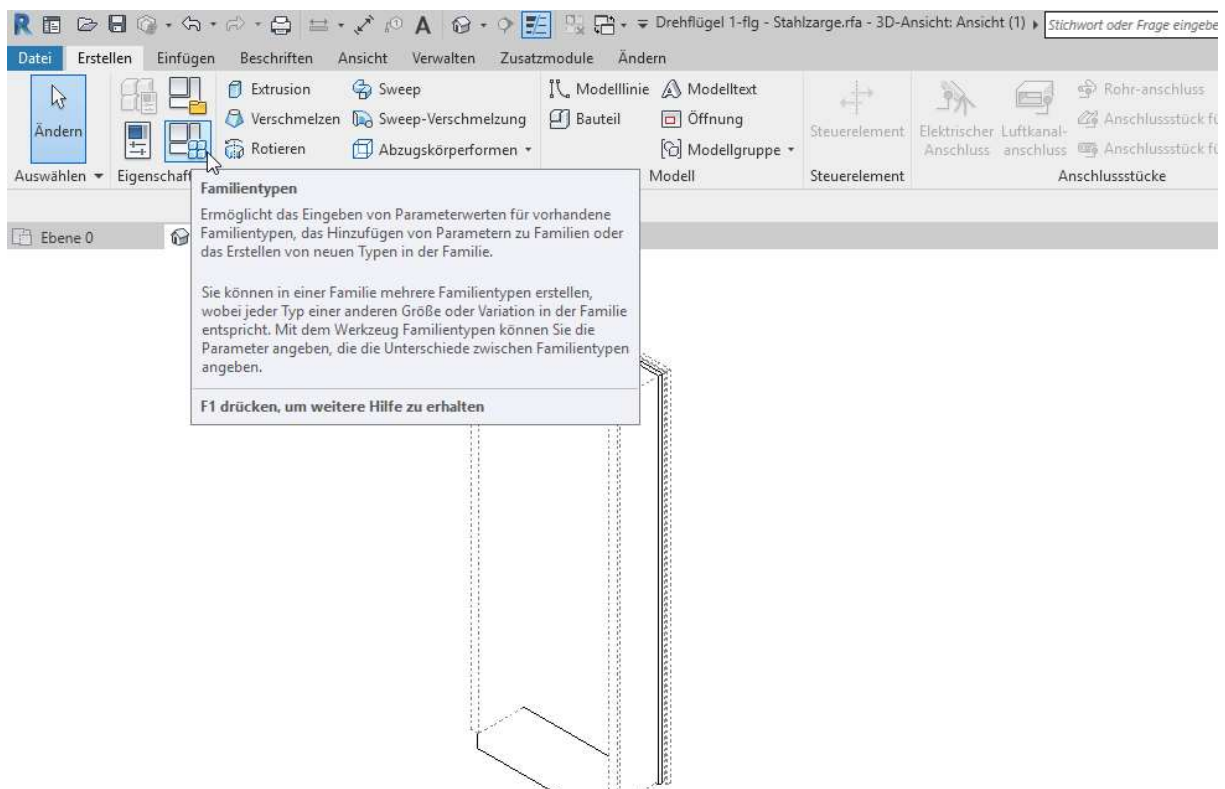 Drehflügel 1-flg - Stahlzarge.rfa - 3D-Ansicht: Ansicht (1)
Stichwort oder Frage eingebe
Datei Erstellen Einfügen Beschriften Ansicht Verwalten Zusatzmodule Ändern
Extrusion Sweep Modelllinie Modelltext Rohr-anschluss
Ändern Verschmelzen Sweep-Verschmelzung Bauteil Öffnung Steuerelement Elektrischer Anschluss Luftkanal-anschluss Anschlussstück fü
Rotieren Abzugskörperformen Modellgruppe Anschlussstück fü
Auswählen Eigenschaf Modell Steuerelement Anschlussstücke
Ebene 0
Familientypen
Ermöglicht das Eingeben von Parameterwerten für vorhandene
Familientypen, das Hinzufügen von Parametern zu Familien oder
das Erstellen von neuen Typen in der Familie.
Sie können in einer Familie mehrere Familientypen erstellen,
wobei jeder Typ einer anderen Größe oder Variation in der Familie
entspricht. Mit dem Werkzeug Familientypen können Sie die
Parameter angeben, die die Unterschiede zwischen Familientypen
angeben.
F1 drücken, um weitere Hilfe zu erhalten